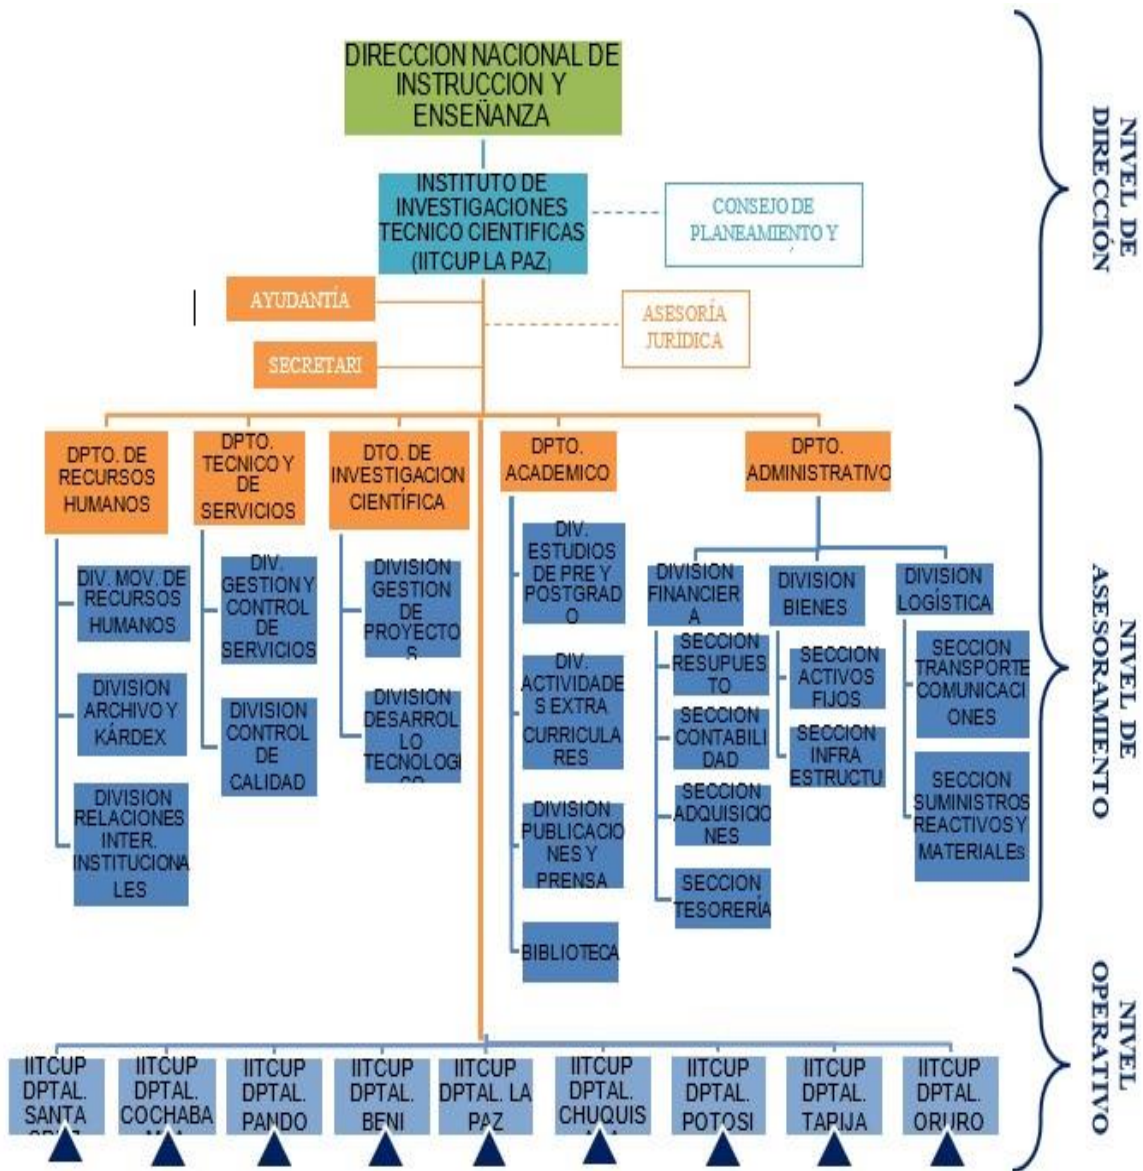 DIRECCION NACIONAL DE
INSTRUCCION Y
ENSEÑANZA
INSTITUTO DE
INVESTIGACIONES
TECNICO CIENTIFICAS
(IITCUP LA PAZ)
CONSEJO DE
PLANEAMIENTO Y
AYUDANTÍA
ASESORÍA
JURÍDICA
SECRETARI
NIVEL DE
DIRECCIÓN
DPTO. DE
RECURSOS
HUMANOS
DPTO.
TECNICO Y
DE
SERVICIOS
DTO. DE
INVESTIGACION
CIENTÍFICA
DPTO.
ACADEMICO
DPTO.
ADMINISTRATIVO
DIV. MOV. DE
RECURSOS
HUMANOS
DIVISION
ARCHIVO Y
KÁRDEX
DIVISION
RELACIONES
INTER.
INSTITUCIONA
LES
DIV.
GESTION Y
CONTROL
DE
SERVICIOS
DIVISION
CONTROL
DE
CALIDAD
DIVISION
GESTION
DE
PROYECTO
S
DIVISION
DESARROL
LO
TECNOLOGI
CO
DIV.
ESTUDIOS
DE PRE Y
POSTGRAD
O
DIV.
ACTIVIDADE
S EXTRA
CURRICULA
RES
DIVISION
PUBLICACIO
NES Y
PRENSA
BIBLIOTECA
DIVISION
FINANCIER
A
SECCION
RESUPUES
TO
SECCION
CONTABILI
DAD
SECCION
ADQUISICIO
NES
SECCION
TESORERÍA
DIVISION
BIENES
SECCION
ACTIVOS
FIJOS
SECCION
INFRA
ESTRUCTU
DIVISION
LOGÍSTICA
SECCION
TRANSPORTE
COMUNICACI
ONES
SECCION
SUMINISTROS
REACTIVOS Y
MATERIALES
NIVEL DE
ASESORAMIENTO
IITCUP
DPTAL.
SANTA
IITCUP
DPTAL.
COCHABA
IITCUP
DPTAL.
PANDO
IITCUP
DPTAL.
BENI
IITCUP
DPTAL. LA
PAZ
IITCUP
DPTAL.
CHUQUIS
IITCUP
DPTAL.
POTOSI
IITCUP
DPTAL.
TARIJA
IITCUP
DPTAL.
ORURO
NIVEL
OPERATIVO